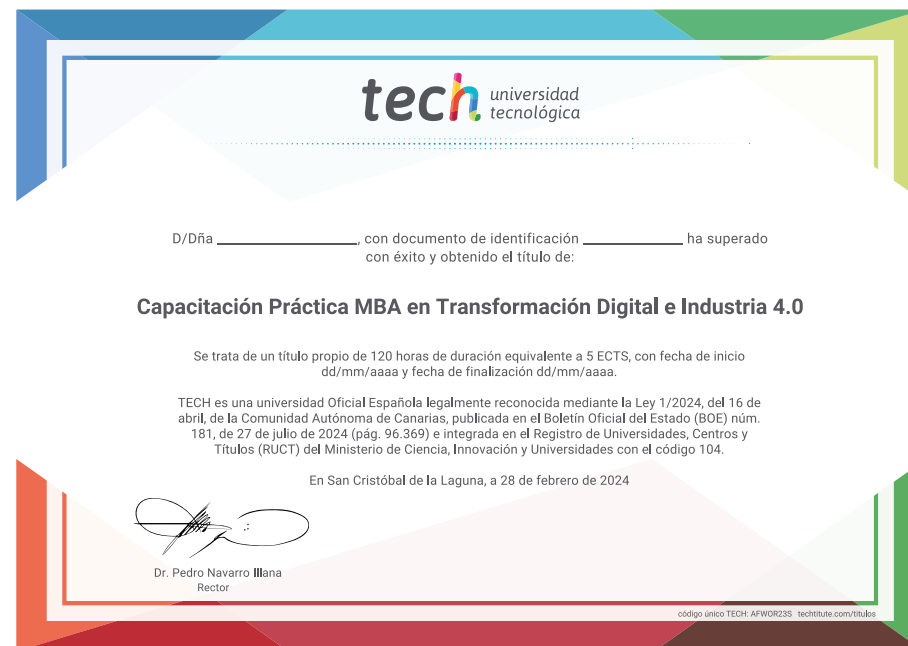 tech universidad
tecnológica
D/Dña ____________________, con documento de identificación ______________ ha superado
con éxito y obtenido el título de:
Capacitación Práctica MBA en Transformación Digital e Industria 4.0
Se trata de un título propio de 120 horas de duración equivalente a 5 ECTS, con fecha de inicio
dd/mm/aaaa y fecha de finalización dd/mm/aaaa.
TECH es una universidad Oficial Española legalmente reconocida mediante la Ley 1/2024, del 16 de
abril, de la Comunidad Autónoma de Canarias, publicada en el Boletín Oficial del Estado (BOE) núm.
181, de 27 de julio de 2024 (pág. 96.369) e integrada en el Registro de Universidades, Centros y
Títulos (RUCT) del Ministerio de Ciencia, Innovación y Universidades con el código 104.
En San Cristóbal de la Laguna, a 28 de febrero de 2024
Dr. Pedro Navarro Illana
Rector
código único TECH: AFWOR23S techtitute.com/titulos